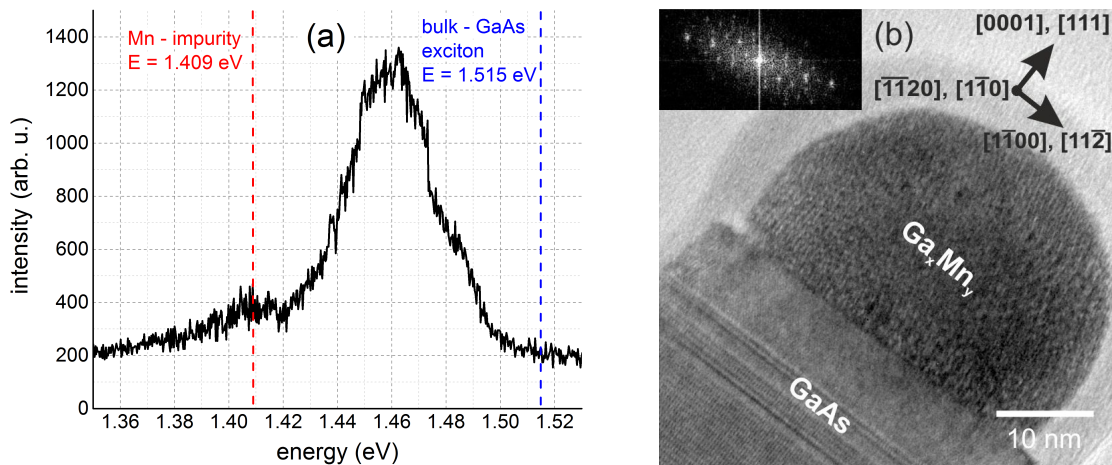 (a)
Mn - impurity
E = 1.409 eV
bulk - GaAs
exciton
E = 1.515 eV
intensity (arb. u.)
1400
1200
1000
800
600
400
200
0
1.36 1.38 1.40 1.42 1.44 1.46 1.48 1.50 1.52
energy (eV)
(b)
[0001], [111]
[1̅1̅20], [11̅0]
[11̅00], [112̅]
GaₓMnᵧ
GaAs
10 nm